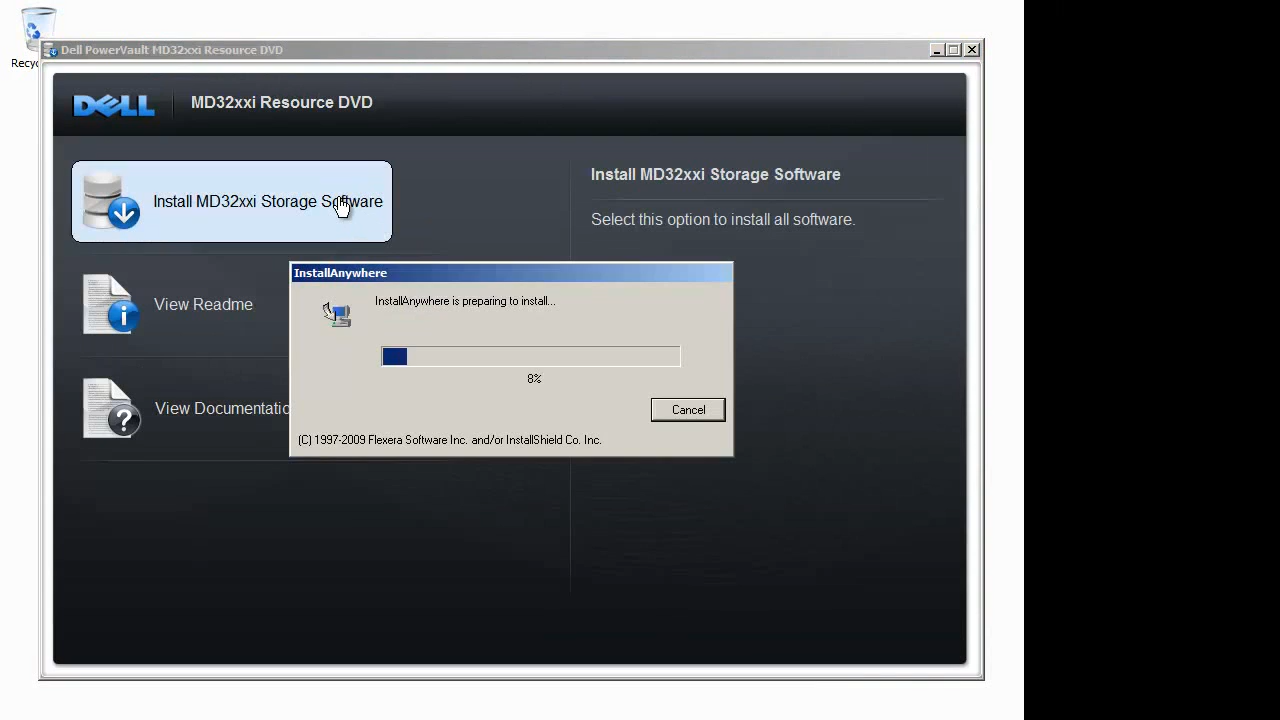 Recyc
Dell PowerVault MD32xxi Resource DVD
DELL
MD32xxi Resource DVD
Install MD32xxi Storage Software
Install MD32xxi Storage Software
Select this option to install all software.
InstallAnywhere
InstallAnywhere is preparing to install...
View Readme
8%
View Documentatio
Cancel
(C) 1997-2009 Flexera Software Inc. and/or InstallShield Co. Inc.